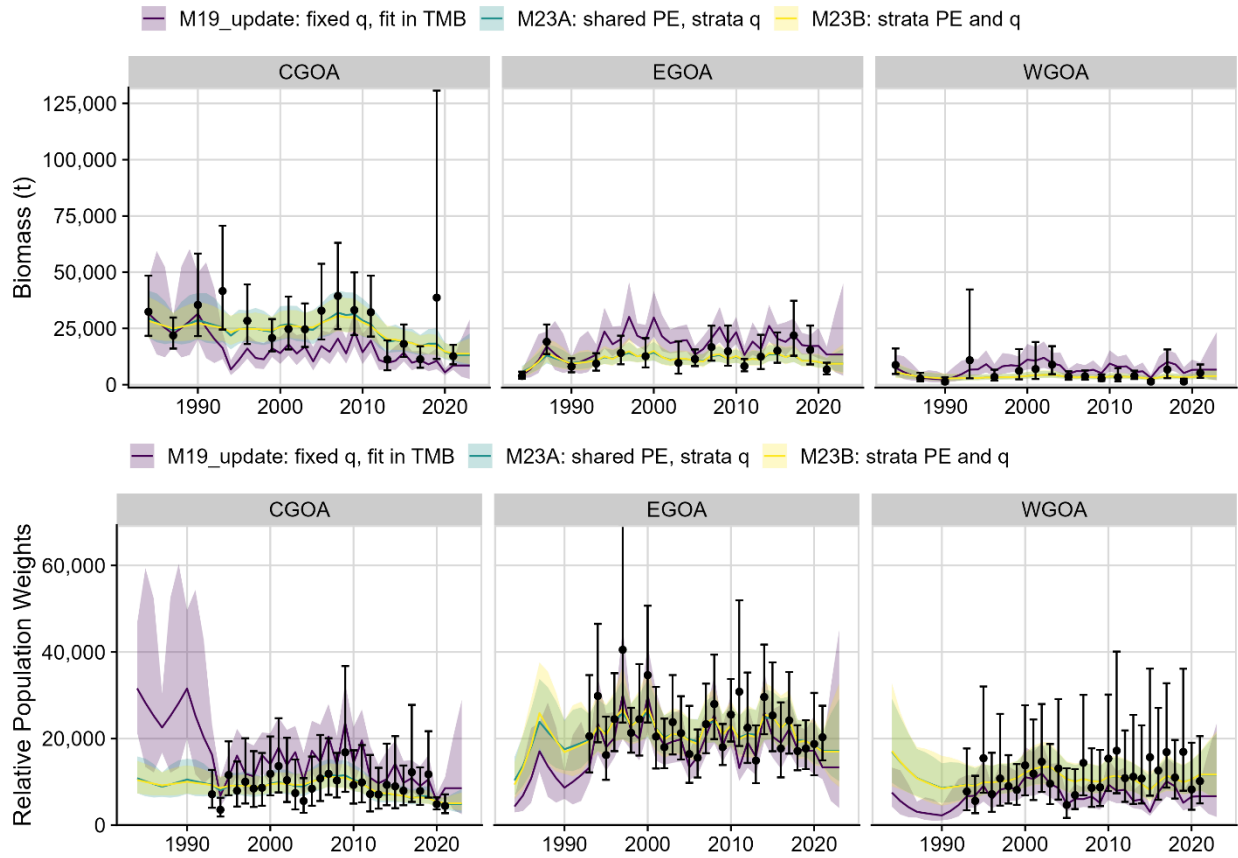 M19_update: fixed q, fit in TMB M23A: shared PE, strata q M23B: strata PE and q
CGOA EGOA WGOA
Biomass (t)
125,000
100,000
75,000
50,000
25,000
0
1990 2000 2010 2020 1990 2000 2010 2020 1990 2000 2010 2020
M19_update: fixed q, fit in TMB M23A: shared PE, strata q M23B: strata PE and q
CGOA EGOA WGOA
Relative Population Weights
60,000
40,000
20,000
0
1990 2000 2010 2020 1990 2000 2010 2020 1990 2000 2010 2020